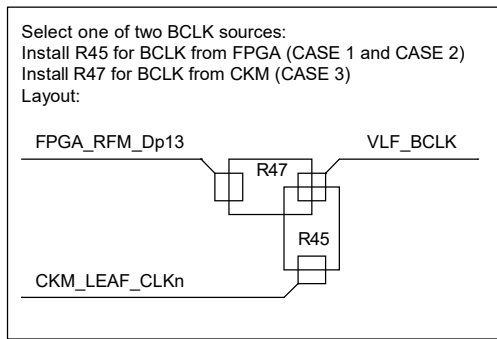 Select one of two BCLK sources:
Install R45 for BCLK from FPGA (CASE 1 and CASE 2)
Install R47 for BCLK from CKM (CASE 3)
Layout:
FPGA_RFM_Dp13
VLF_BCLK
R47
R45
CKM_LEAF_CLKn